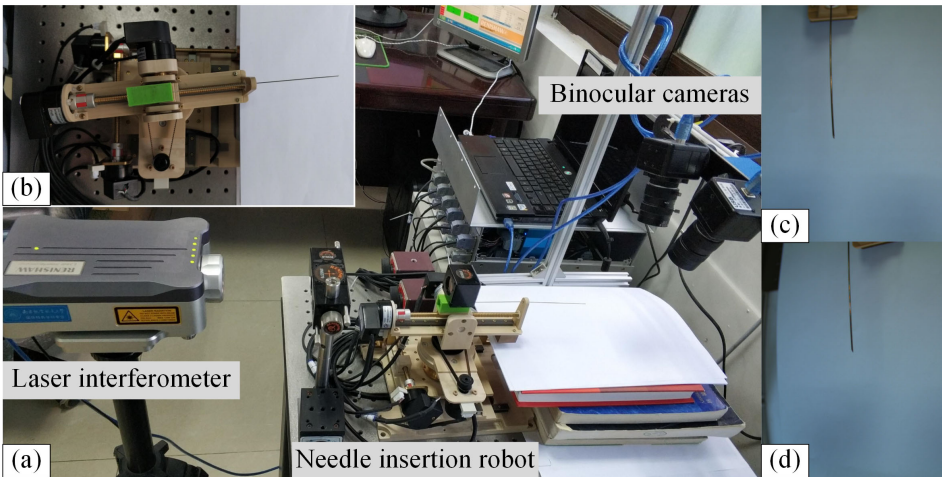 (b)
Binocular cameras
(c)
RENISHAW
Laser interferometer
(a)
Needle insertion robot
(d)